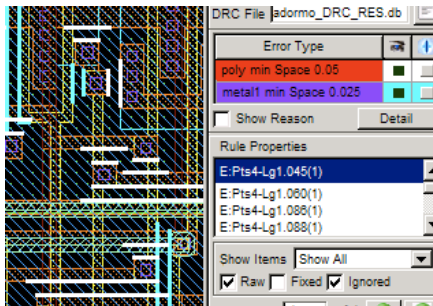 DRC File adormo_DRC_RES.db
Error Type
poly min Space 0.05
metal1 min Space 0.025
Show Reason Detail
Rule Properties
E:Pts4-Lg1.045(1)
E:Pts4-Lg1.060(1)
E:Pts4-Lg1.086(1)
E:Pts4-Lg1.088(1)
Show Items Show All
Raw Fixed Ignored